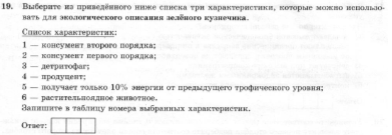 19. Выберите из приведённого ниже списка три характеристики, которые можно использо-
вать для экологического описания зелёного кузнечика.
Список характеристик:
1 — консумент второго порядка;
2 — консумент первого порядка;
3 — детритофаг;
4 — продуцент;
5 — получает только 10% энергии от предыдущего трофического уровня;
6 — растительноядное животное.
Запишите в таблицу номера выбранных характеристик.
Ответ: